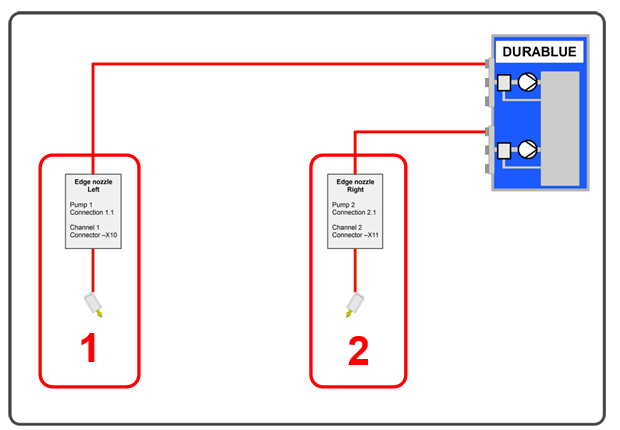 DURABLUE
Edge nozzle
Left
Pump 1
Connection 1.1
Channel 1
Connector –X10
1
Edge nozzle
Right
Pump 2
Connection 2.1
Channel 2
Connector –X11
2